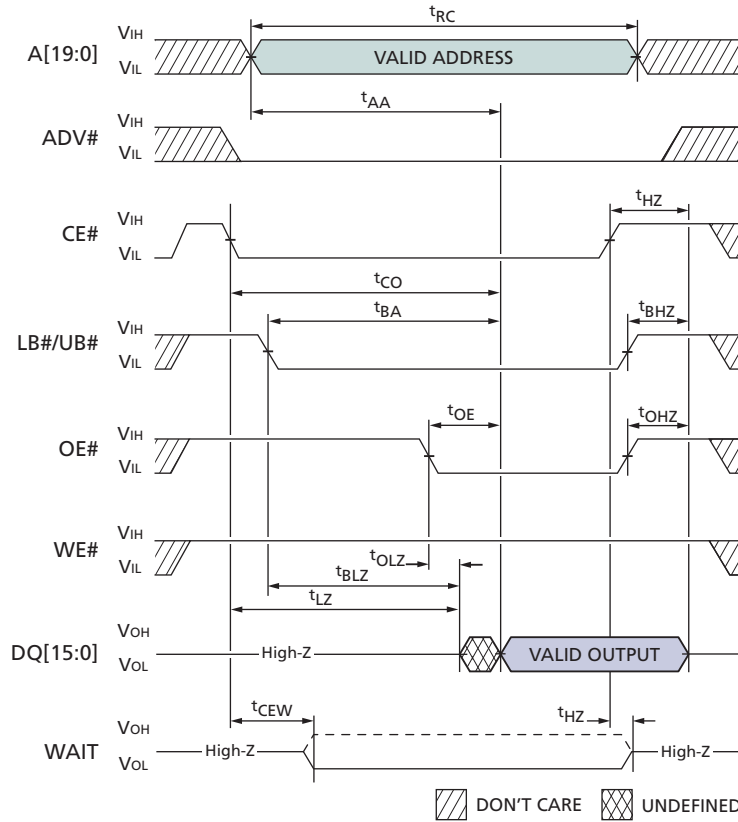 tRC
VIH
A[19:0]
VALID ADDRESS
VIL
tAA
VIH
ADV#
VIL
tHZ
VIH
CE#
VIL
tCO
tBA
tBHZ
VIH
LB#/UB#
VIL
tOE
tOHZ
VIH
OE#
VIL
VIH
WE#
VIL
tOLZ
tBLZ
tLZ
VOH
DQ[15:0]
High-Z
VALID OUTPUT
VOL
tCEW
tHZ
VOH
WAIT
High-Z
High-Z
VOL
DON'T CARE
UNDEFINED